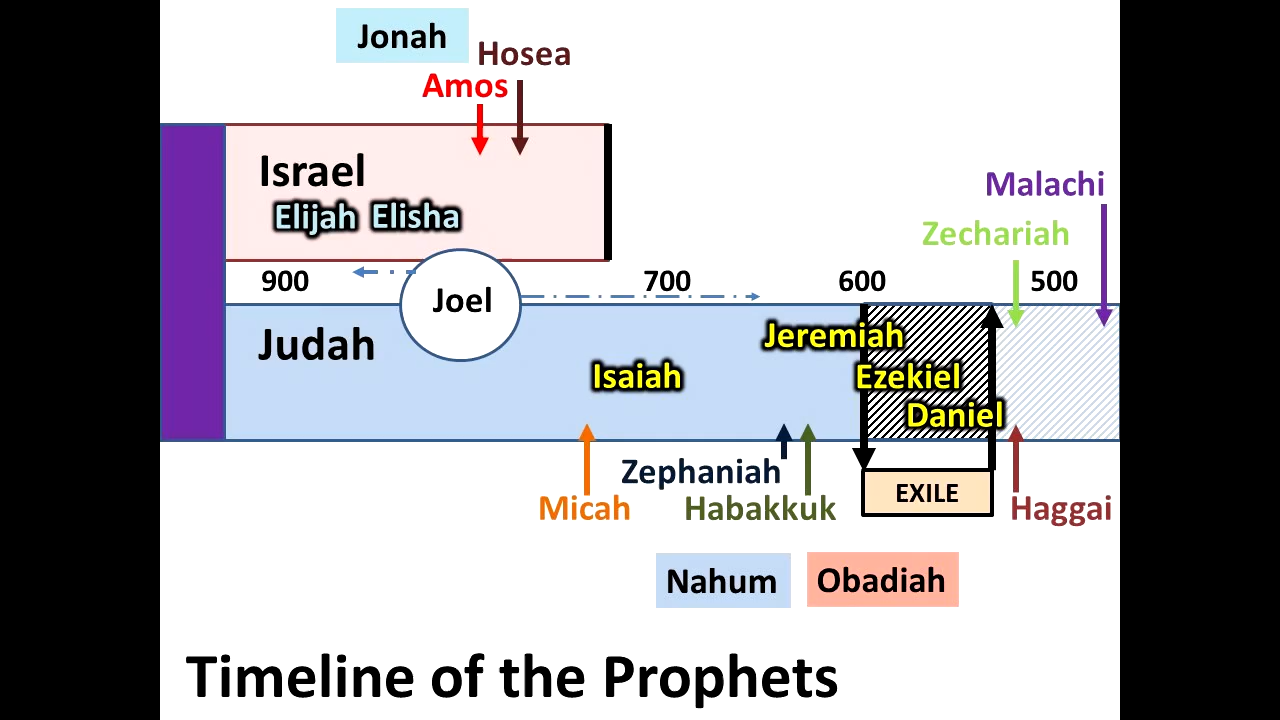 Jonah
Hosea
Amos
Israel
Elijah Elisha
Malachi
Zechariah
900 700 600 500
Joel
Judah
Jeremiah
Isaiah
Ezekiel
Daniel
Zephaniah
EXILE
Micah
Habakkuk
Haggai
Nahum
Obadiah
Timeline of the Prophets